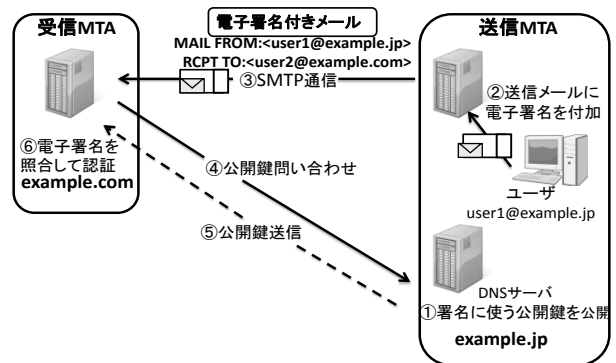 受信MTA
電子署名付きメール
送信MTA
MAIL FROM:<user1@example.jp>
RCPT TO:<user2@example.com>
③SMTP通信
②送信メールに
電子署名を付加
⑥電子署名を
照合して認証
example.com
④公開鍵問い合わせ
ユーザ
user1@example.jp
⑤公開鍵送信
DNSサーバ
①署名に使う公開鍵を公開
example.jp